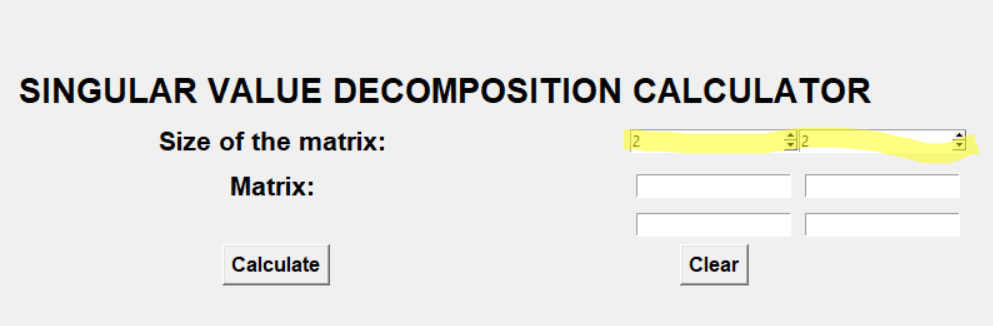 SINGULAR VALUE DECOMPOSITION CALCULATOR
Size of the matrix: 2 2
Matrix:
Calculate Clear